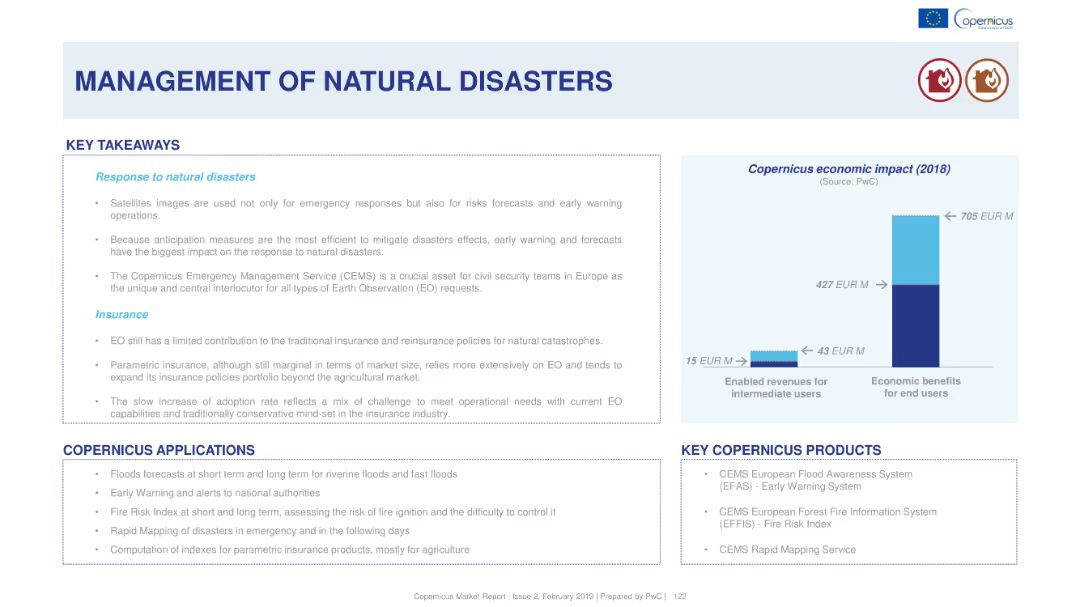 Copernicus
MANAGEMENT OF NATURAL DISASTERS
KEY TAKEAWAYS
Response to natural disasters
• Satellites images are used not only for emergency responses but also for risks forecasts and early warning
operations.
• Because anticipation measures are the most efficient to mitigate disasters effects, early warning and forecasts
have the biggest impact on the response to natural disasters.
• The Copernicus Emergency Management Service (CEMS) is a crucial asset for civil security teams in Europe as
the unique and central interlocutor for all types of Earth Observation (EO) requests.
Insurance
• EO still has a limited contribution to the traditional insurance and reinsurance policies for natural catastrophes.
• Parametric insurance, although still marginal in terms of market size, relies more extensively on EO and tends to
expand its insurance policies portfolio beyond the agricultural market.
• The slow increase of adoption rate reflects a mix of challenge to meet operational needs with current EO
capabilities and traditionally conservative mind-set in the insurance industry.
Copernicus economic impact (2018)
(Source: PwC)
705 EUR M
427 EUR M
43 EUR M
15 EUR M
Enabled revenues for
intermediate users
Economic benefits
for end users
COPERNICUS APPLICATIONS
• Floods forecasts at short term and long term for riverine floods and fast floods
• Early Warning and alerts to national authorities
• Fire Risk Index at short and long term, assessing the risk of fire ignition and the difficulty to control it
• Rapid Mapping of disasters in emergency and in the following days
• Computation of indexes for parametric insurance products, mostly for agriculture
KEY COPERNICUS PRODUCTS
• CEMS European Flood Awareness System
(EFAS) - Early Warning System
• CEMS European Forest Fire Information System
(EFFIS) - Fire Risk Index
• CEMS Rapid Mapping Service
Copernicus Market Report Issue 2, February 2019 | Prepared by PwC | 122